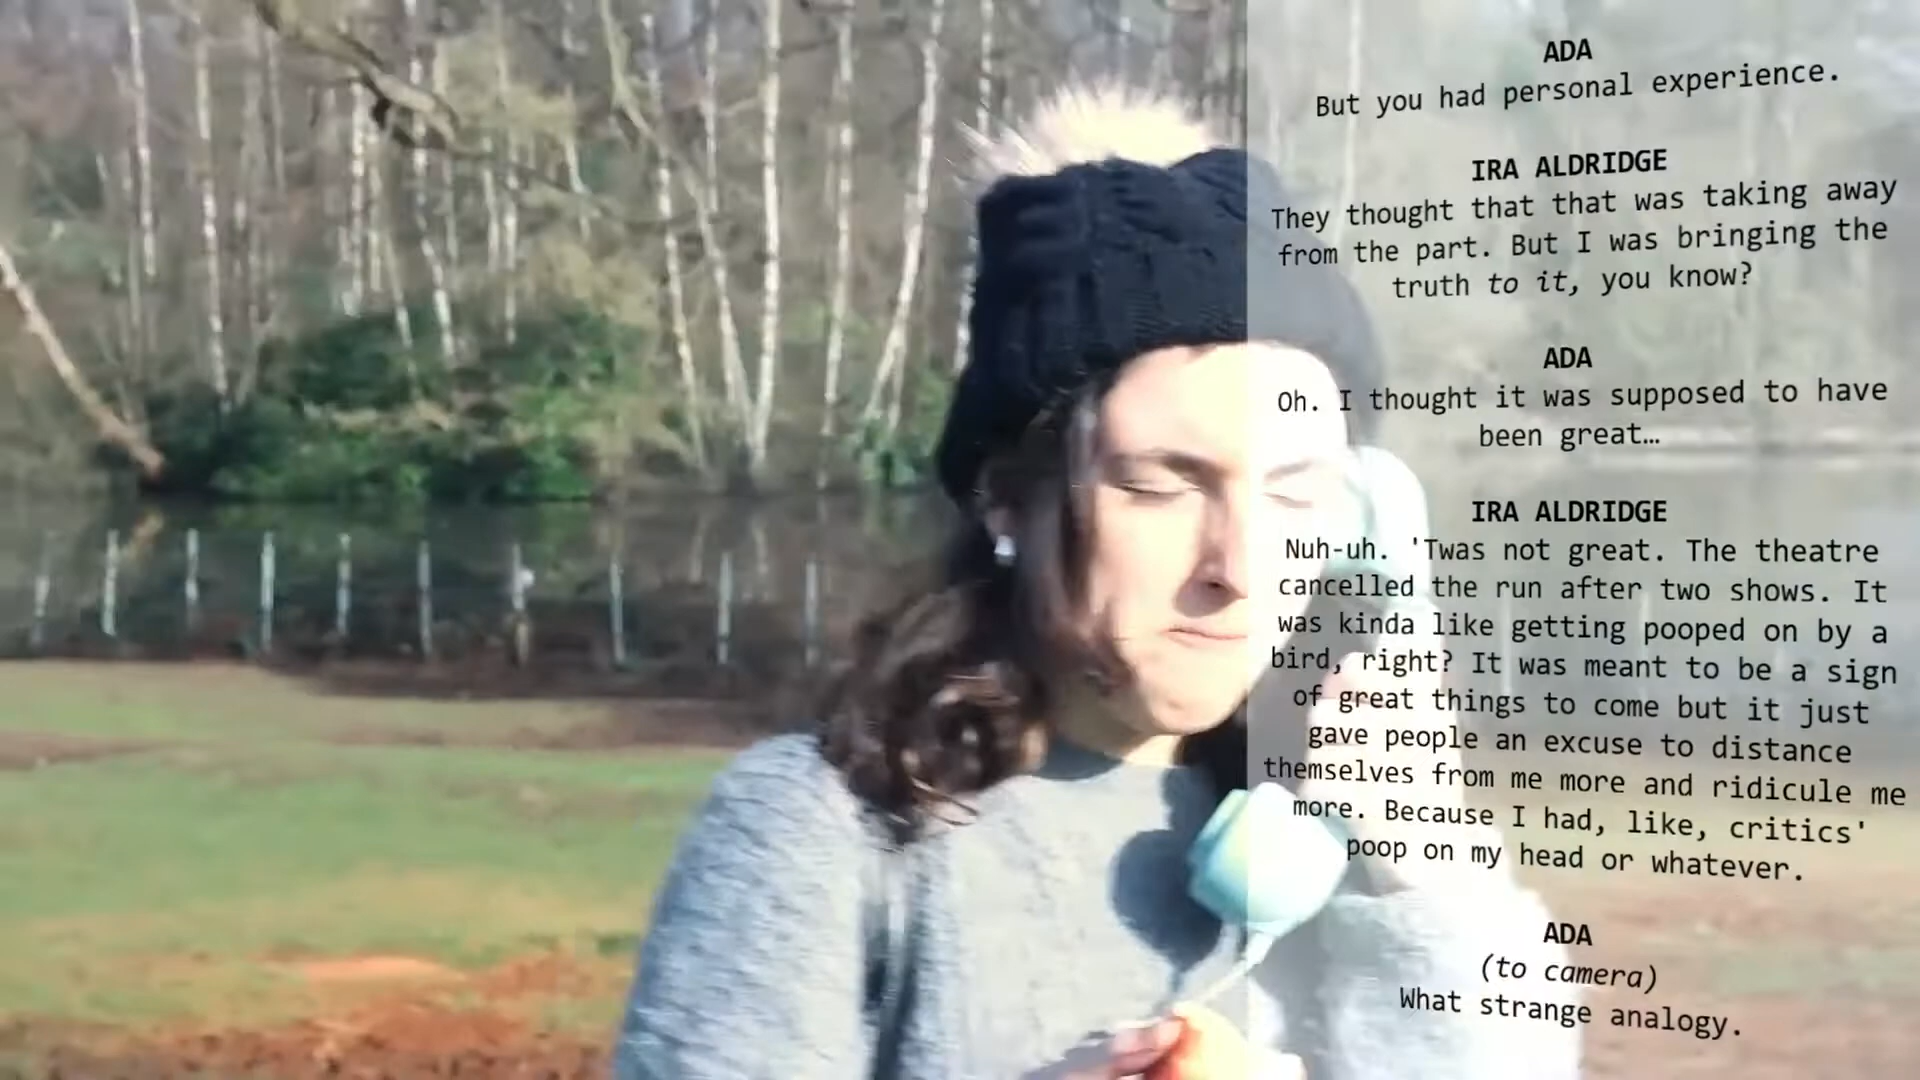 ADA
But you had personal experience.
IRA ALDRIDGE
They thought that that was taking away
from the part. But I was bringing the
truth to it, you know?
ADA
Oh. I thought it was supposed to have
been great…
IRA ALDRIDGE
Nuh-uh. 'Twas not great. The theatre
cancelled the run after two shows. It
was kinda like getting pooped on by a
bird, right? It was meant to be a sign
of great things to come but it just
gave people an excuse to distance
themselves from me more and ridicule me
more. Because I had, like, critics'
poop on my head or whatever.
ADA
(to camera)
What strange analogy.